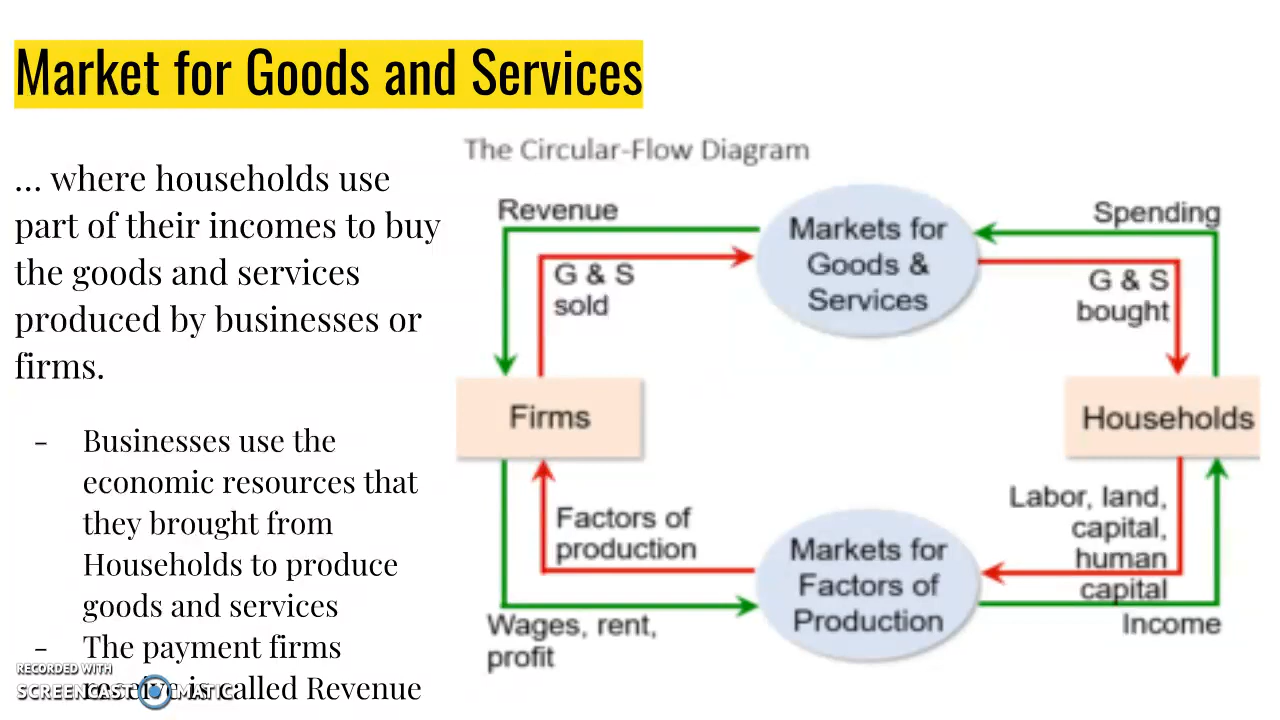 Market for Goods and Services
The Circular-Flow Diagram
... where households use
part of their incomes to buy
the goods and services
produced by businesses or
firms.
- Businesses use the
economic resources that
they brought from
Households to produce
goods and services
- The payment firms
is called Revenue
RECORDED WITH
SCREENCAST MATIC
Revenue
G & S
sold
Markets for
Goods &
Services
Spending
G & S
bought
Firms
Households
Factors of
production
Markets for
Factors of
Production
Labor, land,
capital,
human
capital
Wages, rent,
profit
Income